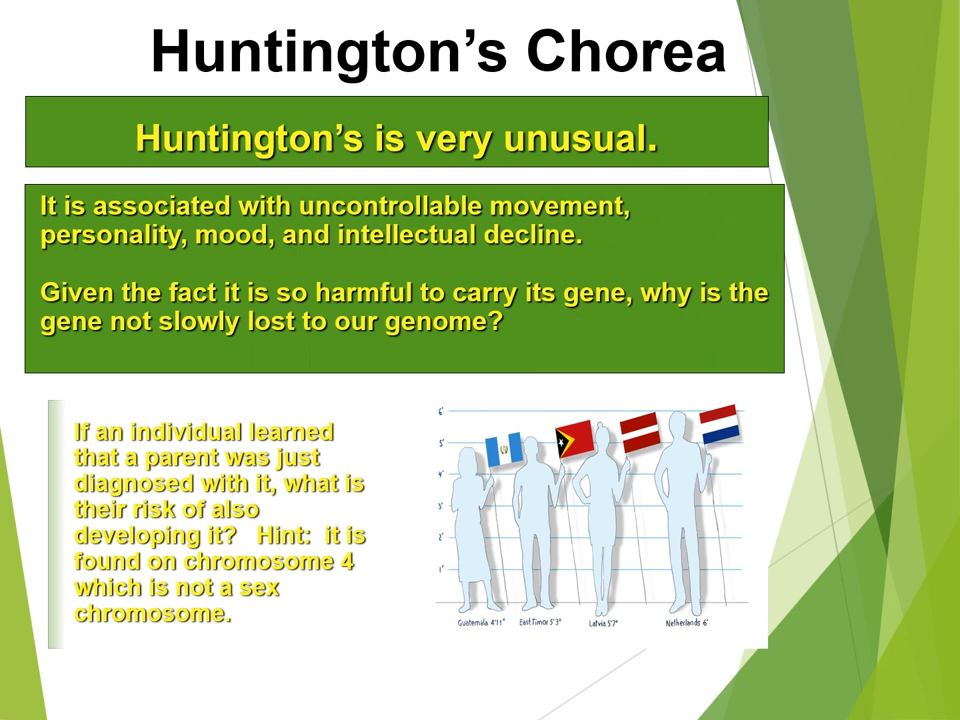 Huntington's Chorea
Huntington's is very unusual.
It is associated with uncontrollable movement,
personality, mood, and intellectual decline.
Given the fact it is so harmful to carry its gene, why is the
gene not slowly lost to our genome?
If an individual learned
that a parent was just
diagnosed with it, what is
their risk of also
developing it?   Hint:  it is
found on chromosome 4
which is not a sex
chromosome.
6'
5'
4'
3'
2'
1'
Guatemala 4'11"
East Timor 5'3"
Latvia 5'7"
Netherlands 6'